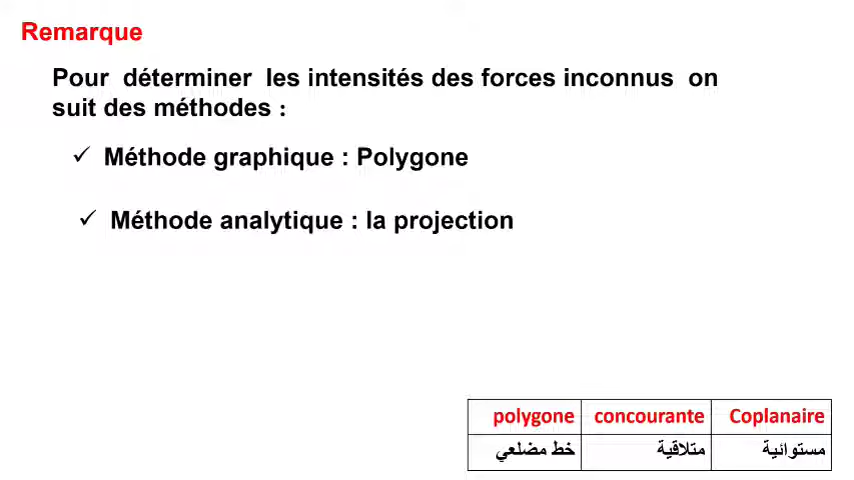 Remarque
Pour déterminer les intensités des forces inconnus on
suit des méthodes :
✓ Méthode graphique : Polygone
✓ Méthode analytique : la projection
polygone concourante Coplanaire
خط مضلعي متلاقية مستوائية